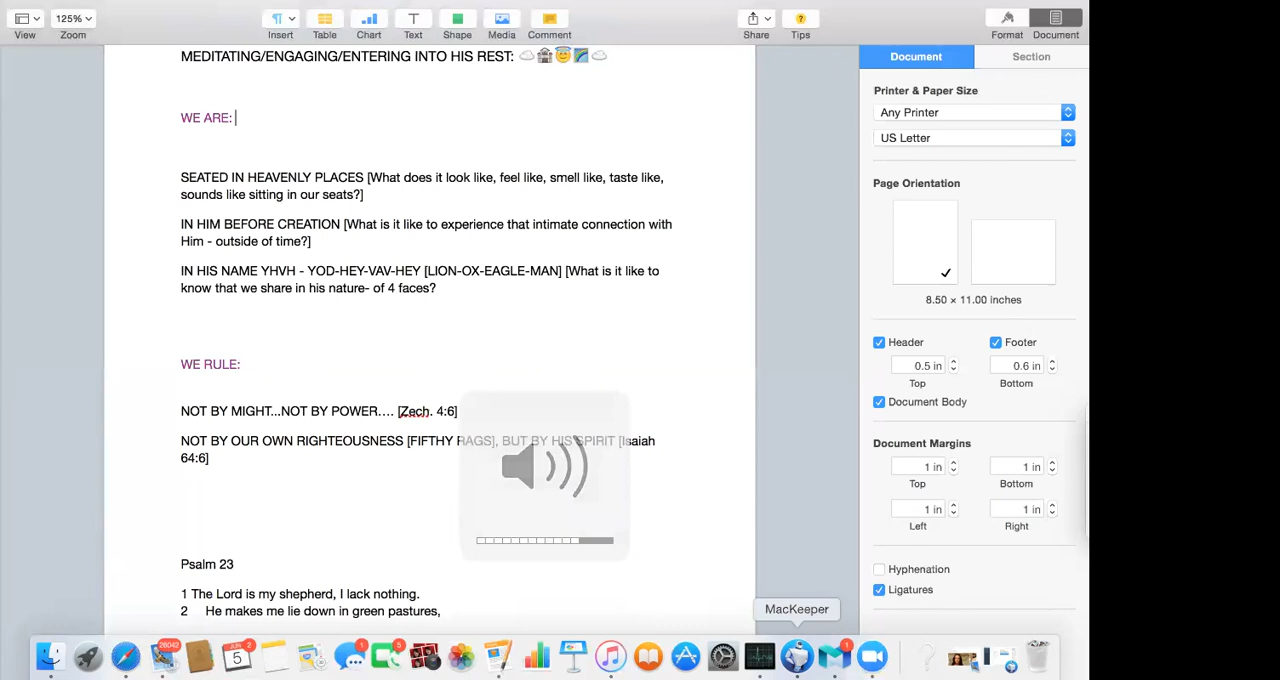 125%
View
Zoom
Insert
Table
Chart
Text
Shape
Media
Comment
Share
Tips
Format
Document
MEDITATING/ENGAGING/ENTERING INTO HIS REST:
WE ARE:
SEATED IN HEAVENLY PLACES [What does it look like, feel like, smell like, taste like,
sounds like sitting in our seats?]
IN HIM BEFORE CREATION [What is it like to experience that intimate connection with
Him - outside of time?]
IN HIS NAME YHVH - YOD-HEY-VAV-HEY [LION-OX-EAGLE-MAN] [What is it like to
know that we share in his nature- of 4 faces?
WE RULE:
NOT BY MIGHT...NOT BY POWER…. [Zech. 4:6]
NOT BY OUR OWN RIGHTEOUSNESS [FIFTHY RAGS], BUT BY HIS SPIRIT [Isaiah
64:6]
Psalm 23
1 The Lord is my shepherd, I lack nothing.
2 He makes me lie down in green pastures,
Document
Section
Printer & Paper Size
Any Printer
US Letter
Page Orientation
8.50 × 11.00 inches
Header
Footer
0.5 in
0.6 in
Top
Bottom
Document Body
Document Margins
1 in
1 in
Top
Bottom
1 in
1 in
Left
Right
Hyphenation
Ligatures
MacKeeper
26042
JUN
2
5
1
5
1